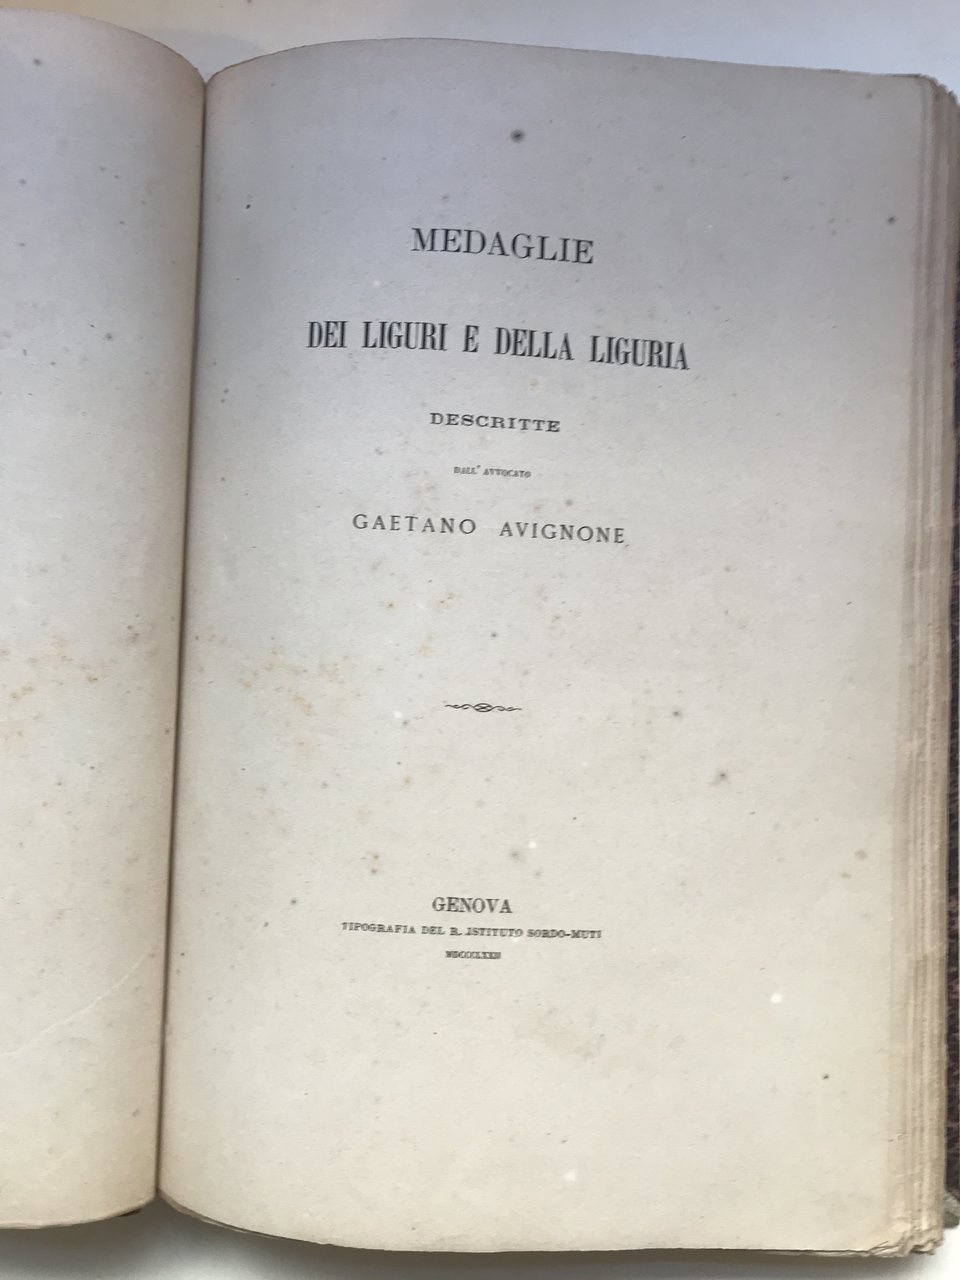 MEDAGLIE
DEI LIGURI E DELLA LIGURIA
DESCRITTE
DALL' AVVOCATO
GAETANO AVIGNONE
GENOVA
TIPOGRAFIA DEL R. ISTITUTO SORDO-MUTI